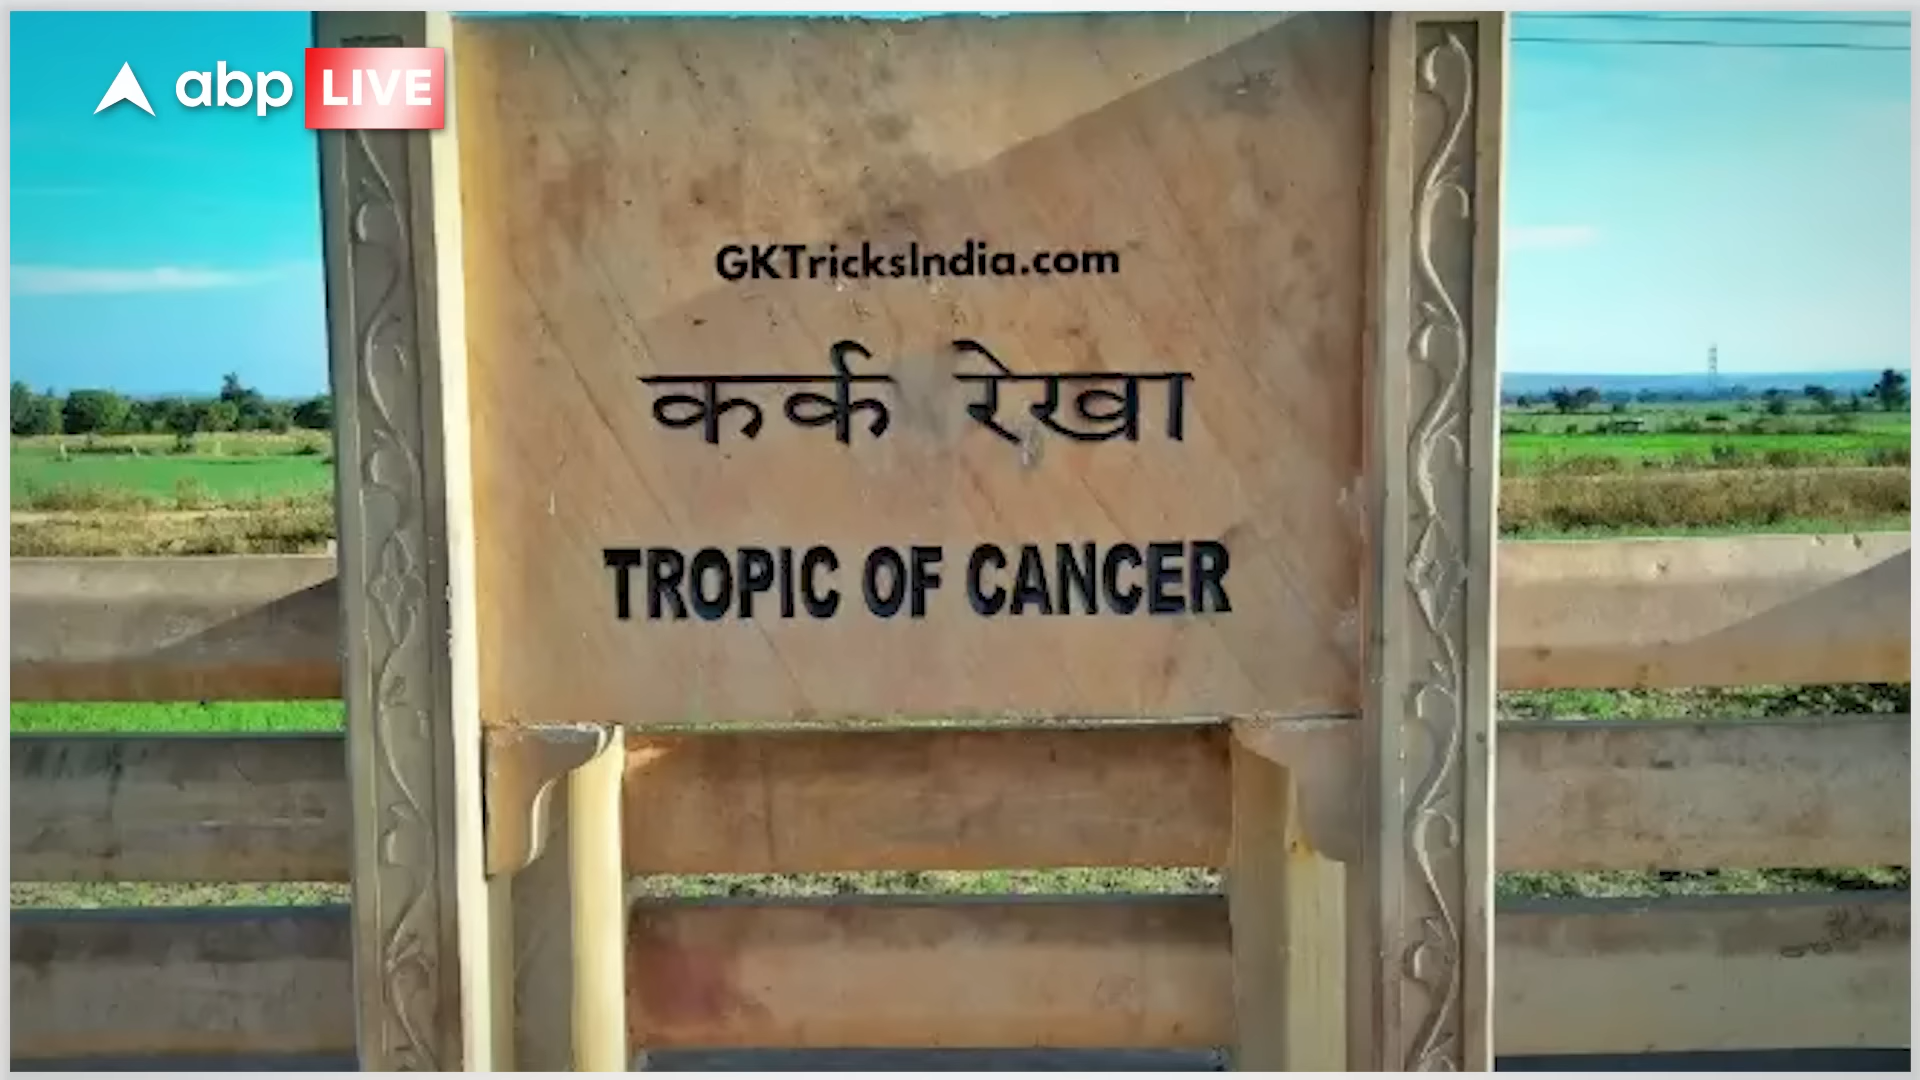 abp LIVE
GKTricksIndia.com
कर्क रेखा
TROPIC OF CANCER